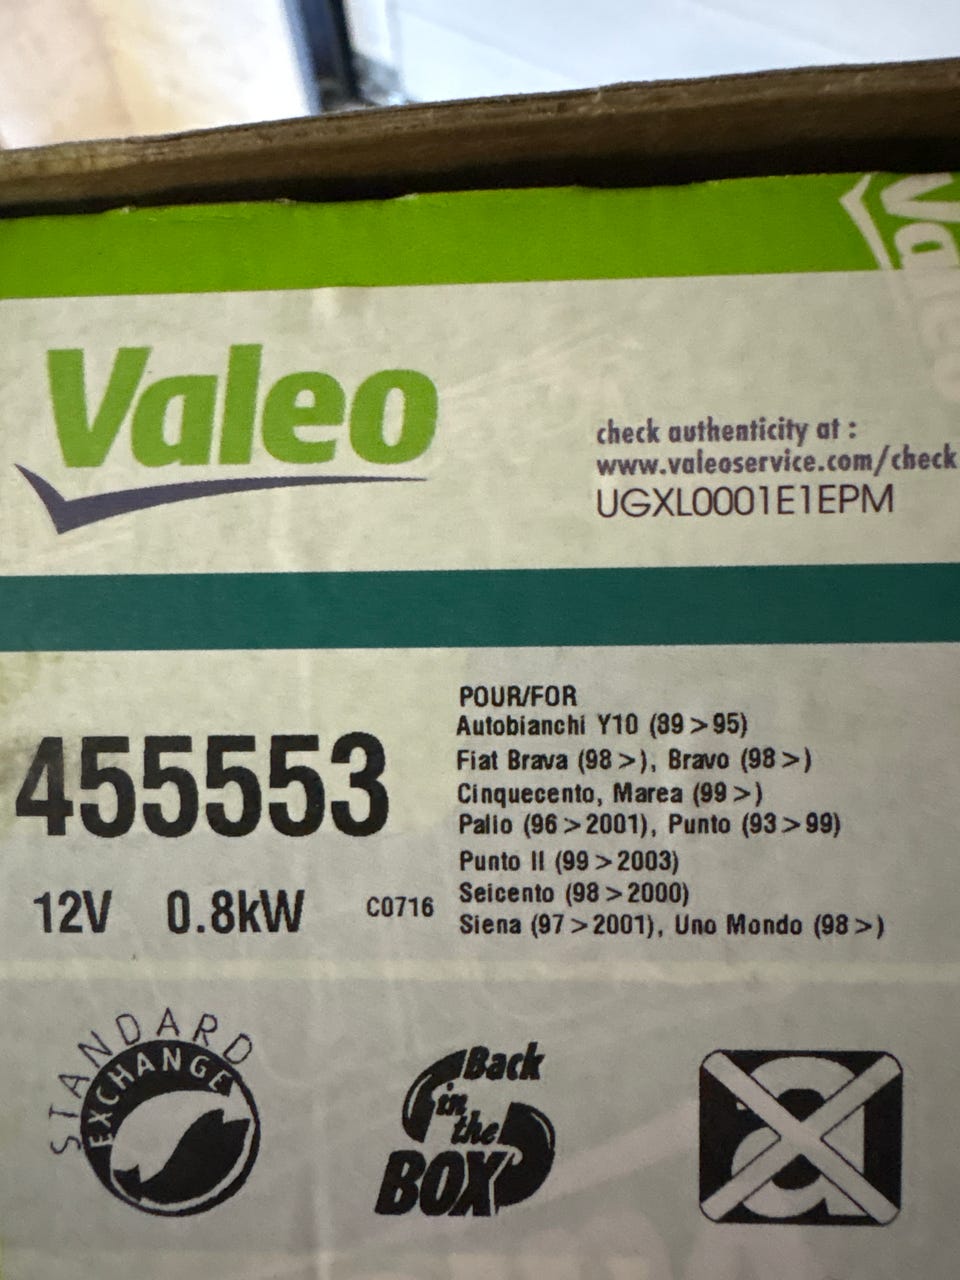 Valeo
Valeo
check authenticity at :
www.valeoservice.com/check
UGXL0001E1EPM
455553
12V 0.8kW C0716
POUR/FOR
Autobianchi Y10 (89 > 95)
Fiat Brava (98 >), Bravo (98 >)
Cinquecento, Marea (99 >)
Palio (96 > 2001), Punto (93 > 99)
Punto II (99 > 2003)
Seicento (98 > 2000)
Siena (97 > 2001), Uno Mondo (98 >)
STANDARD
EXCHANGE
Back
in
the
BOX
a